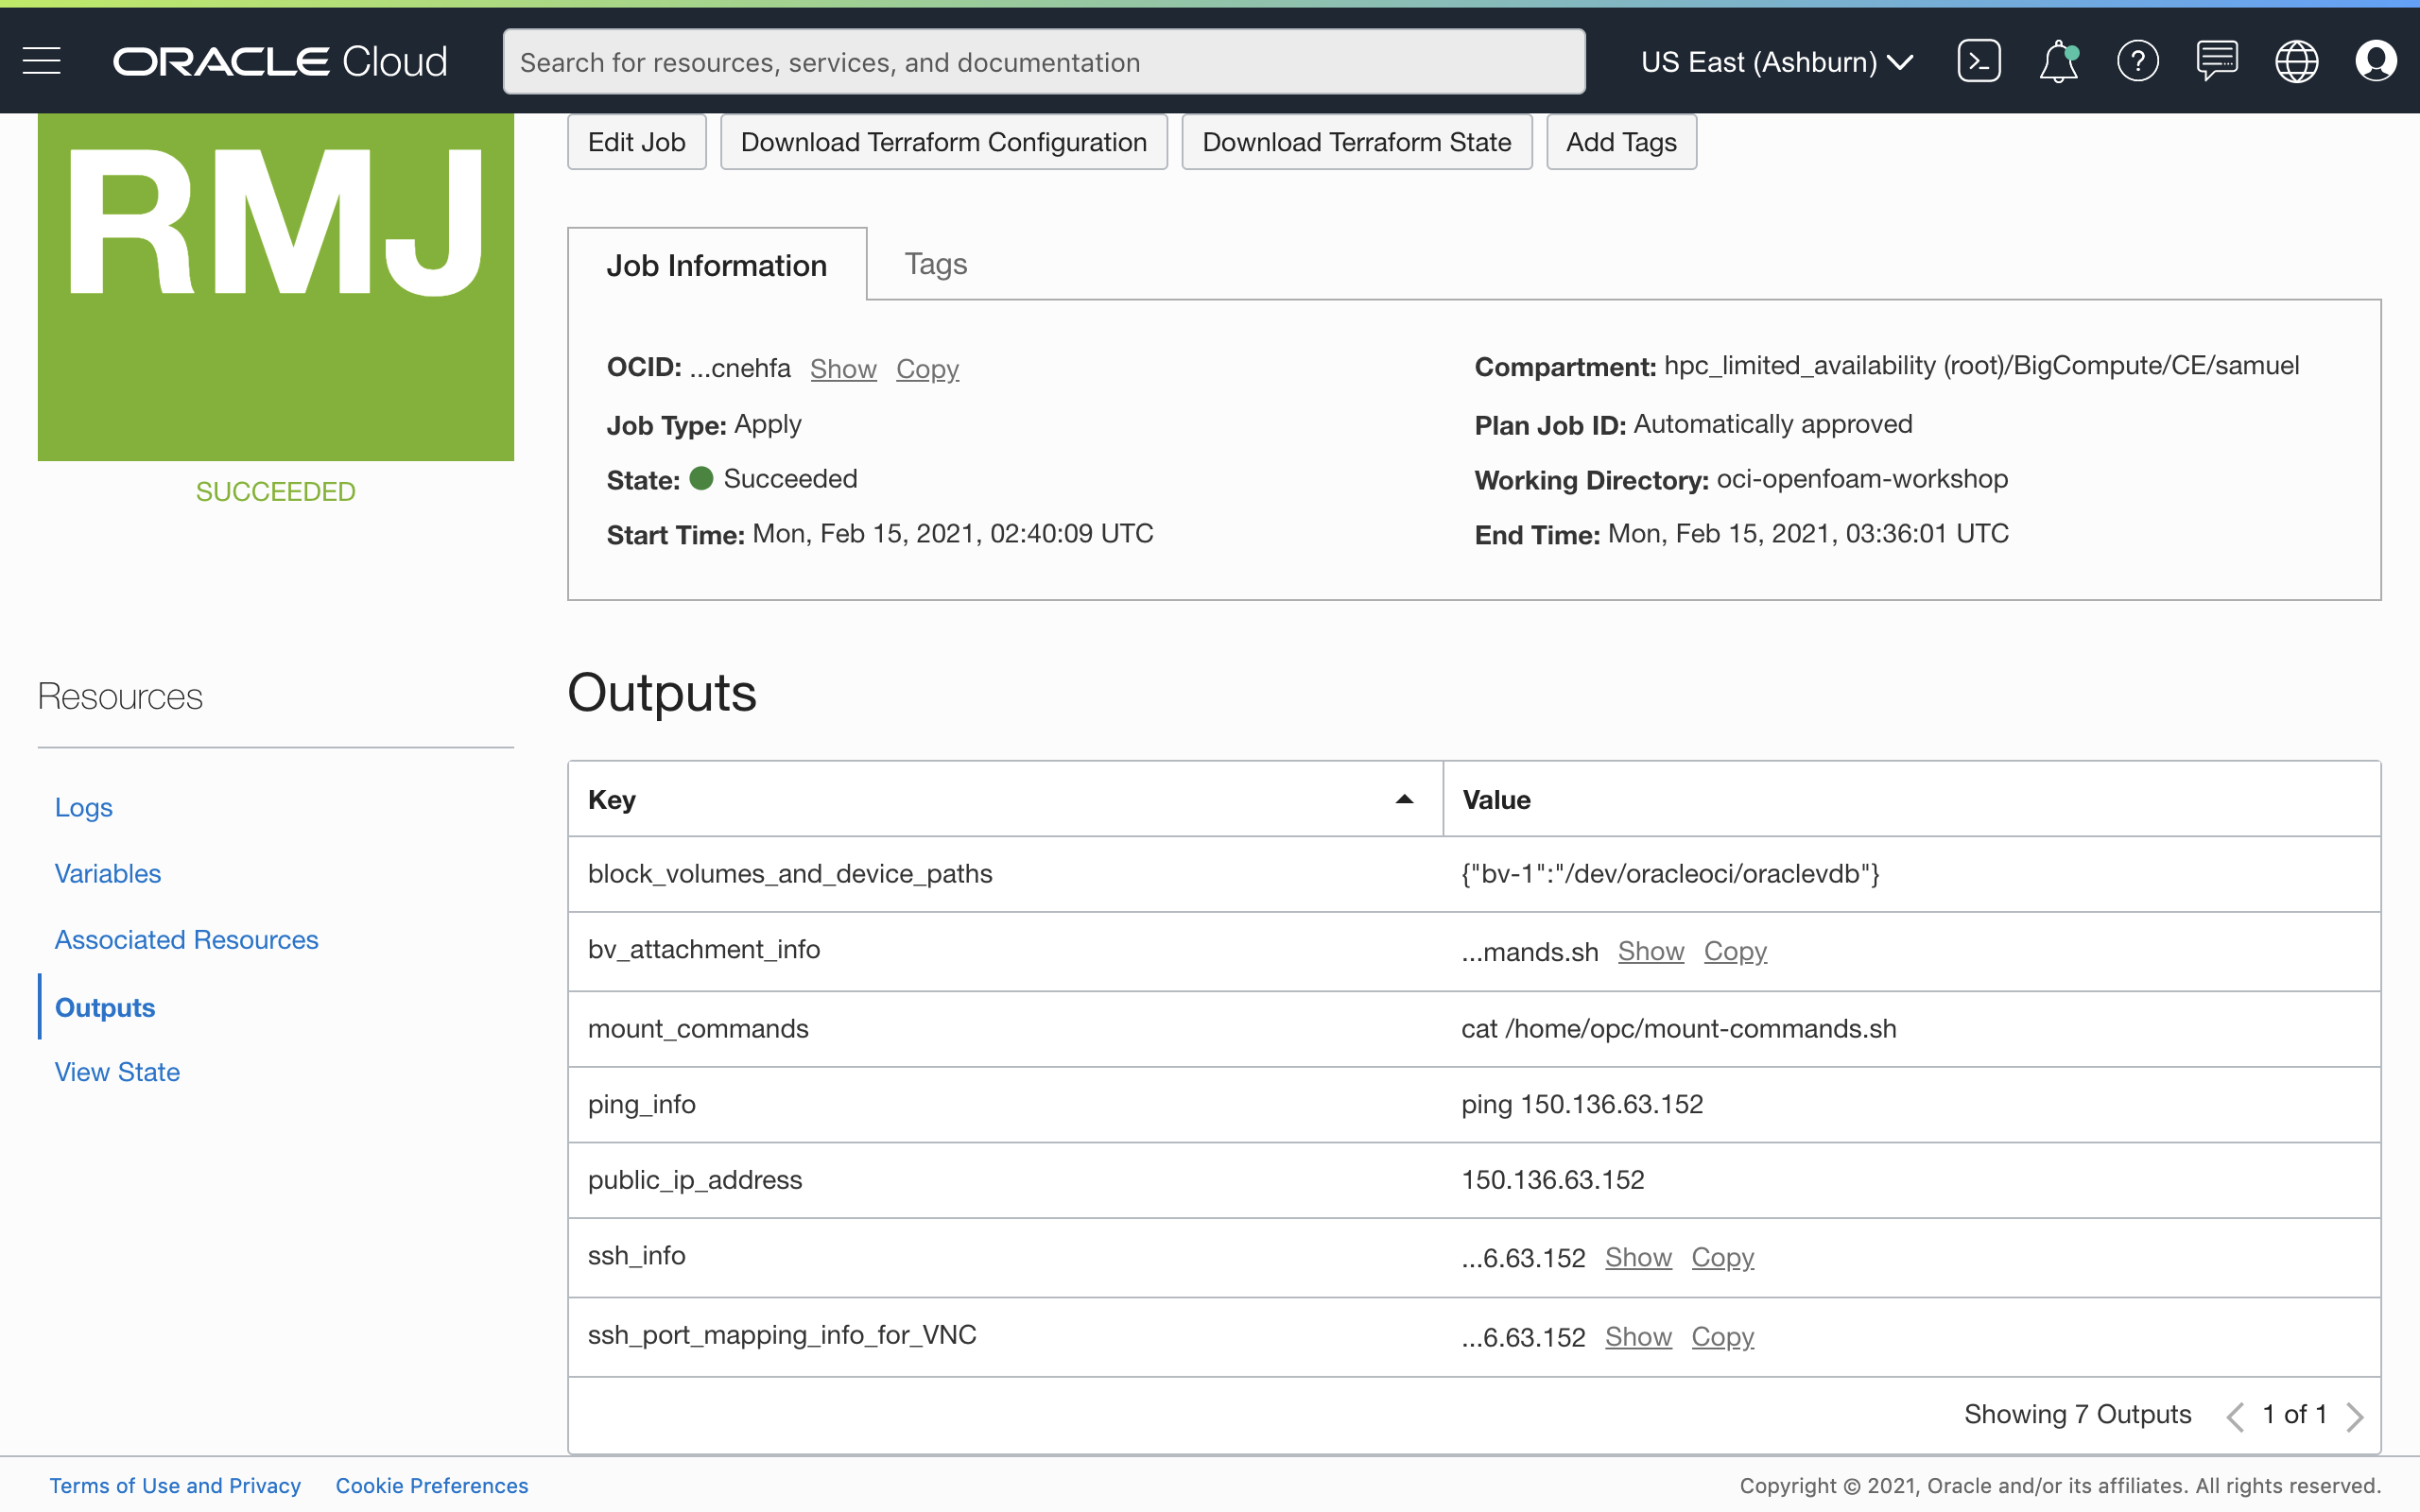 ORACLE Cloud
Search for resources, services, and documentation
US East (Ashburn)
RMJ
SUCCEEDED
Edit Job
Download Terraform Configuration
Download Terraform State
Add Tags
Job Information
Tags
OCID: ...cnehfa Show Copy
Compartment: hpc_limited_availability (root)/BigCompute/CE/samuel
Job Type: Apply
Plan Job ID: Automatically approved
State: Succeeded
Working Directory: oci-openfoam-workshop
Start Time: Mon, Feb 15, 2021, 02:40:09 UTC
End Time: Mon, Feb 15, 2021, 03:36:01 UTC
Resources
Logs
Variables
Associated Resources
Outputs
View State
Outputs
Key Value
block_volumes_and_device_paths {"bv-1":"/dev/oracleoci/oraclevdb"}
bv_attachment_info ...mands.sh Show Copy
mount_commands cat /home/opc/mount-commands.sh
ping_info ping 150.136.63.152
public_ip_address 150.136.63.152
ssh_info ...6.63.152 Show Copy
ssh_port_mapping_info_for_VNC ...6.63.152 Show Copy
Showing 7 Outputs 1 of 1
Terms of Use and Privacy Cookie Preferences
Copyright © 2021, Oracle and/or its affiliates. All rights reserved.